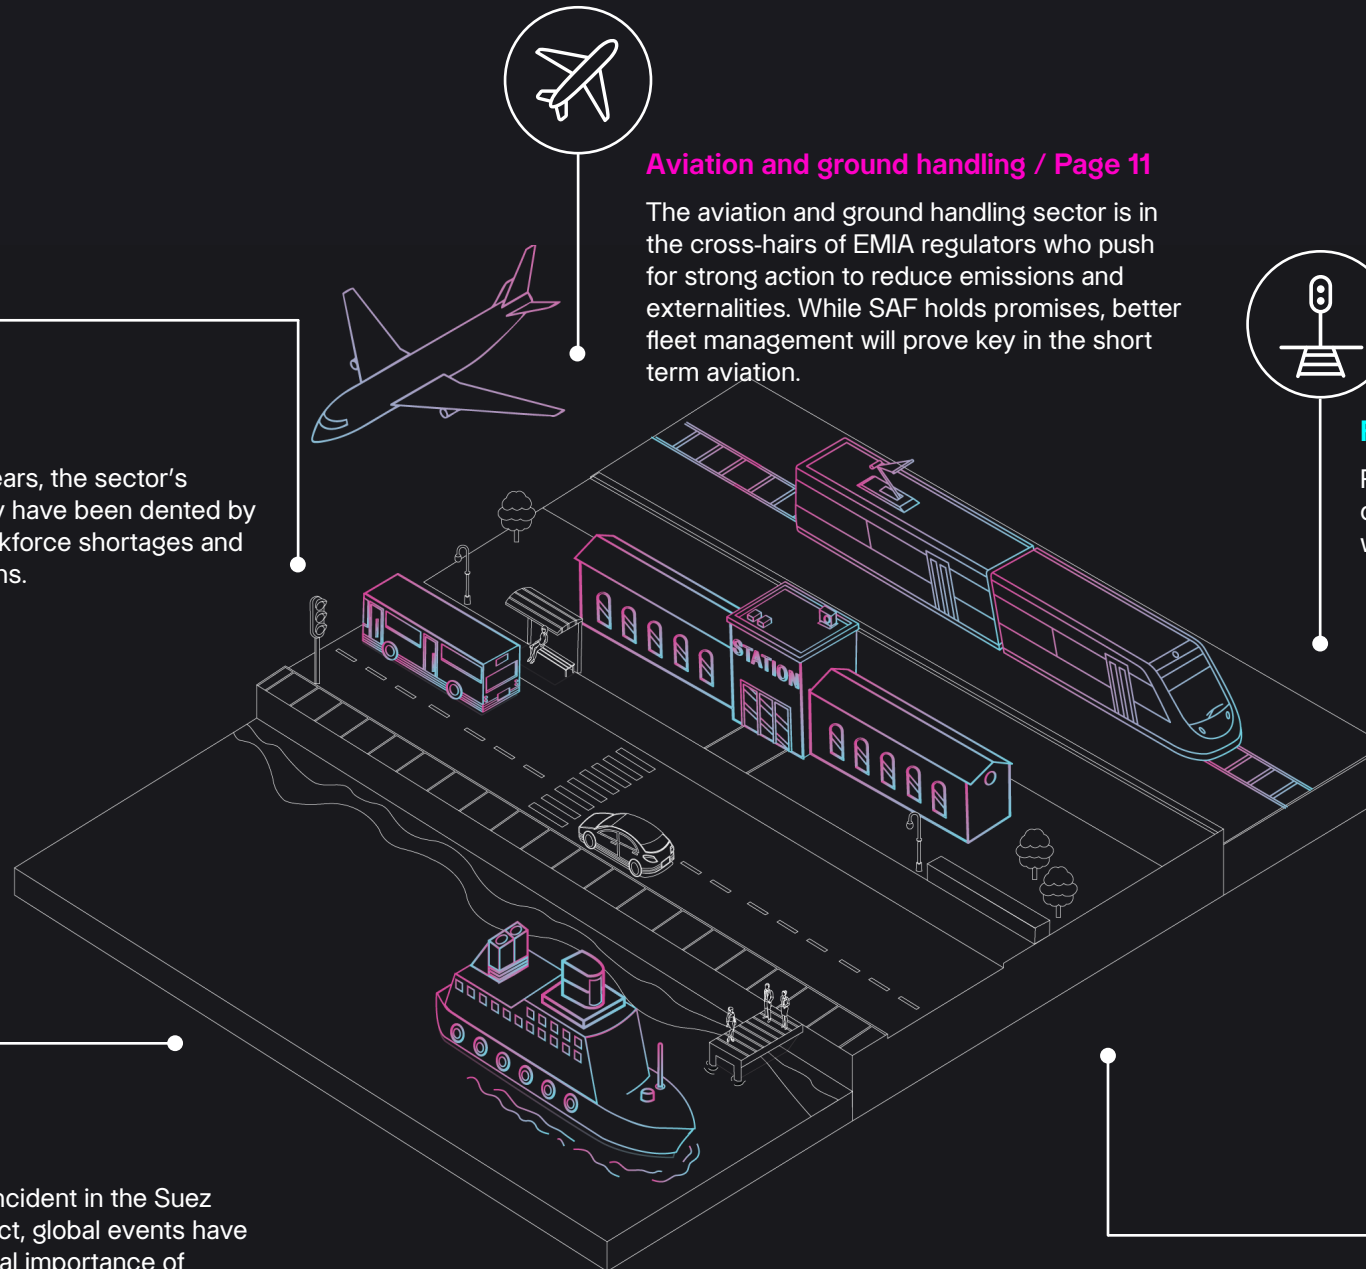 Aviation and ground handling / Page 11
The aviation and ground handling sector is in
the cross-hairs of EMIA regulators who push
for strong action to reduce emissions and
externalities. While SAF holds promises, better
fleet management will prove key in the short
term aviation.
ears, the sector's
y have been dented by
kforce shortages and
ns.
STATION
ncident in the Suez
ct, global events have
al importance of